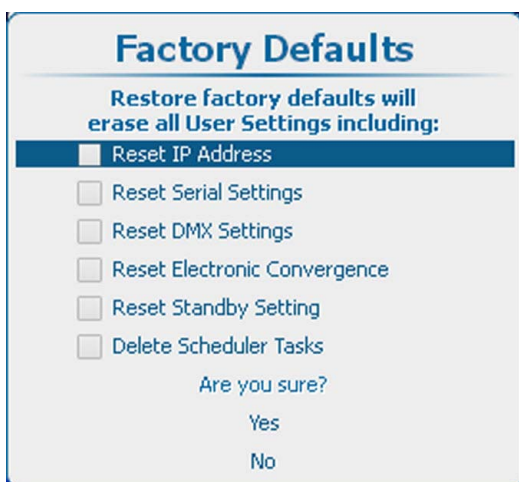 Factory Defaults
Restore factory defaults will
erase all User Settings including:
Reset IP Address
Reset Serial Settings
Reset DMX Settings
Reset Electronic Convergence
Reset Standby Setting
Delete Scheduler Tasks
Are you sure?
Yes
No